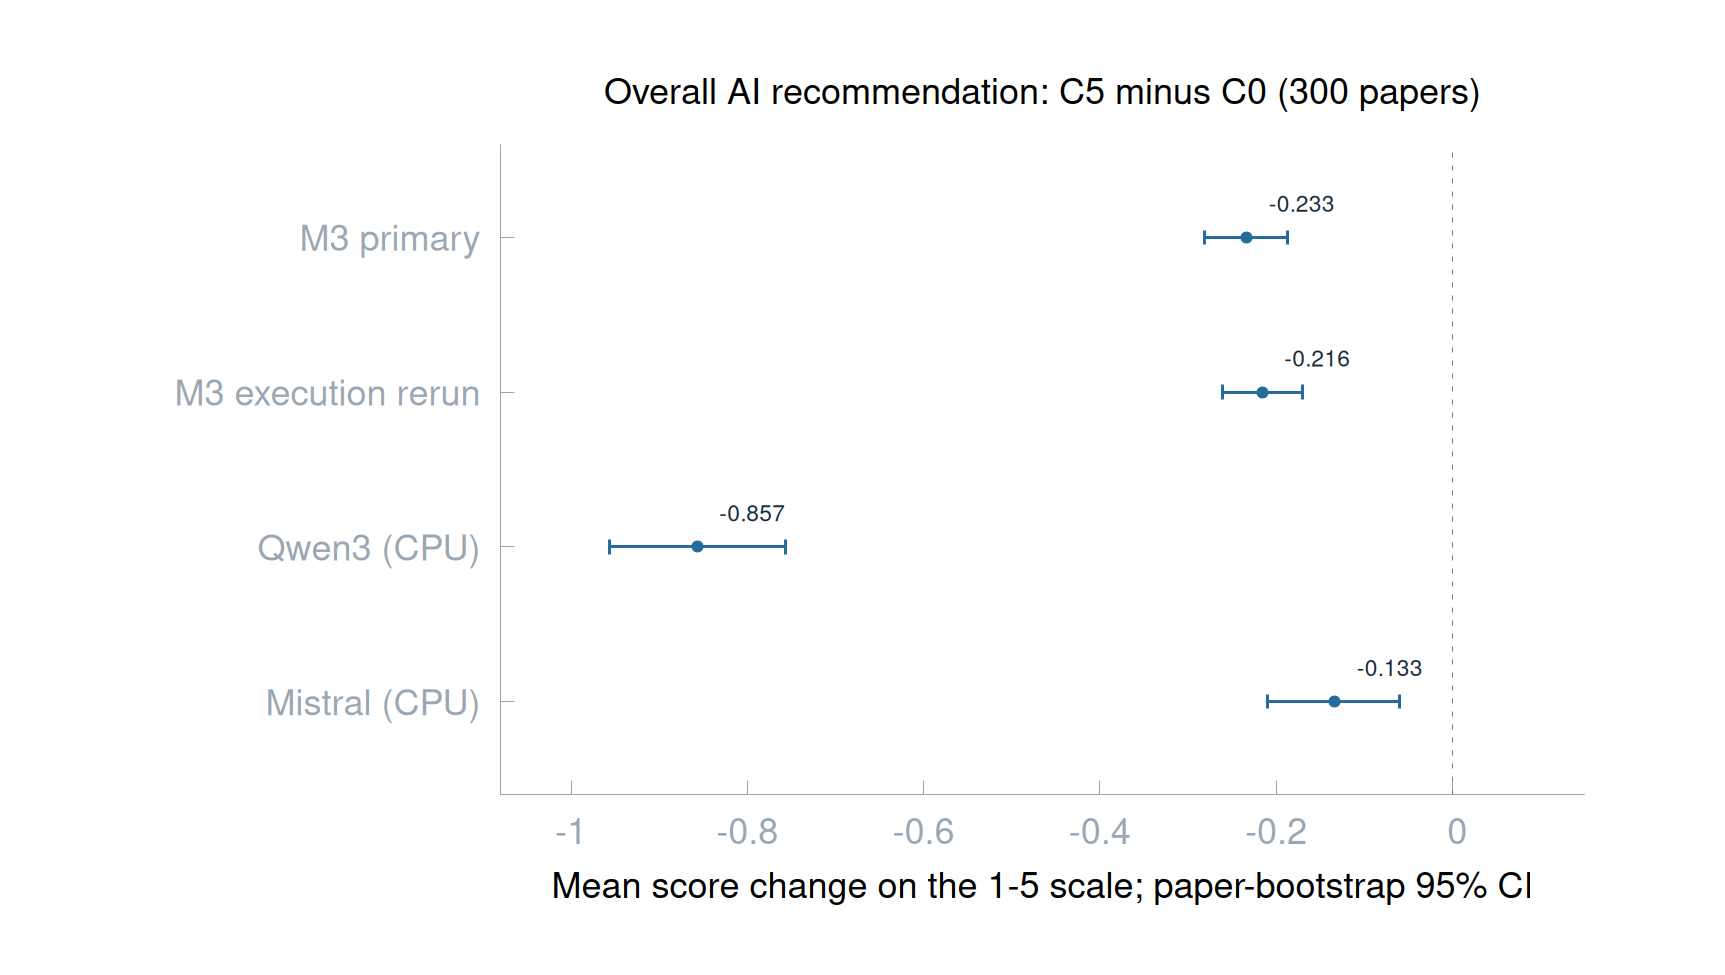 Overall AI recommendation: C5 minus C0 (300 papers)
M3 primary
-0.233
M3 execution rerun
-0.216
Qwen3 (CPU)
-0.857
Mistral (CPU)
-0.133
-1 -0.8 -0.6 -0.4 -0.2 0
Mean score change on the 1-5 scale; paper-bootstrap 95% CI